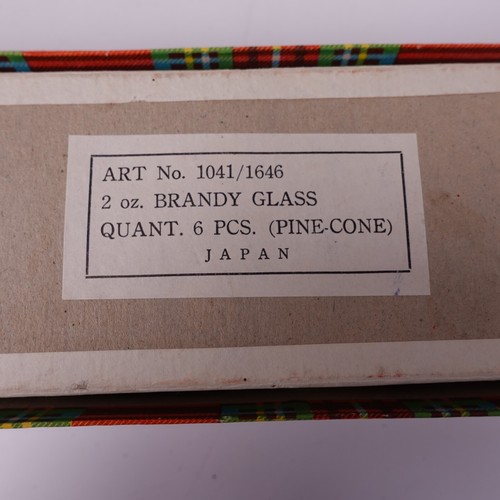 ART No. 1041/1646
2 oz. BRANDY GLASS
QUANT. 6 PCS. (PINE-CONE)
JAPAN